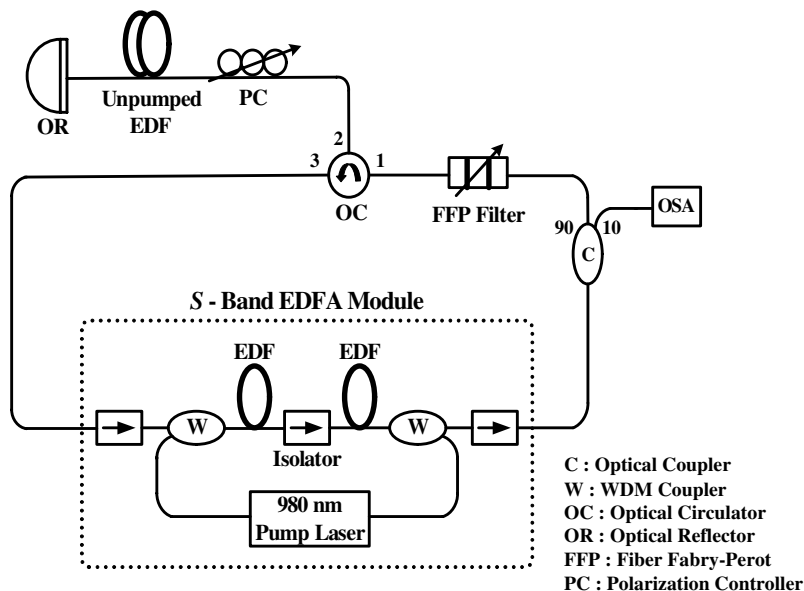 Unpumped
EDF
PC
OR
2
3
1
OC
FFP Filter
90
10
OSA
C
S - Band EDFA Module
EDF
EDF
W
W
Isolator
980 nm
Pump Laser
C : Optical Coupler
W : WDM Coupler
OC : Optical Circulator
OR : Optical Reflector
FFP : Fiber Fabry-Perot
PC : Polarization Controller